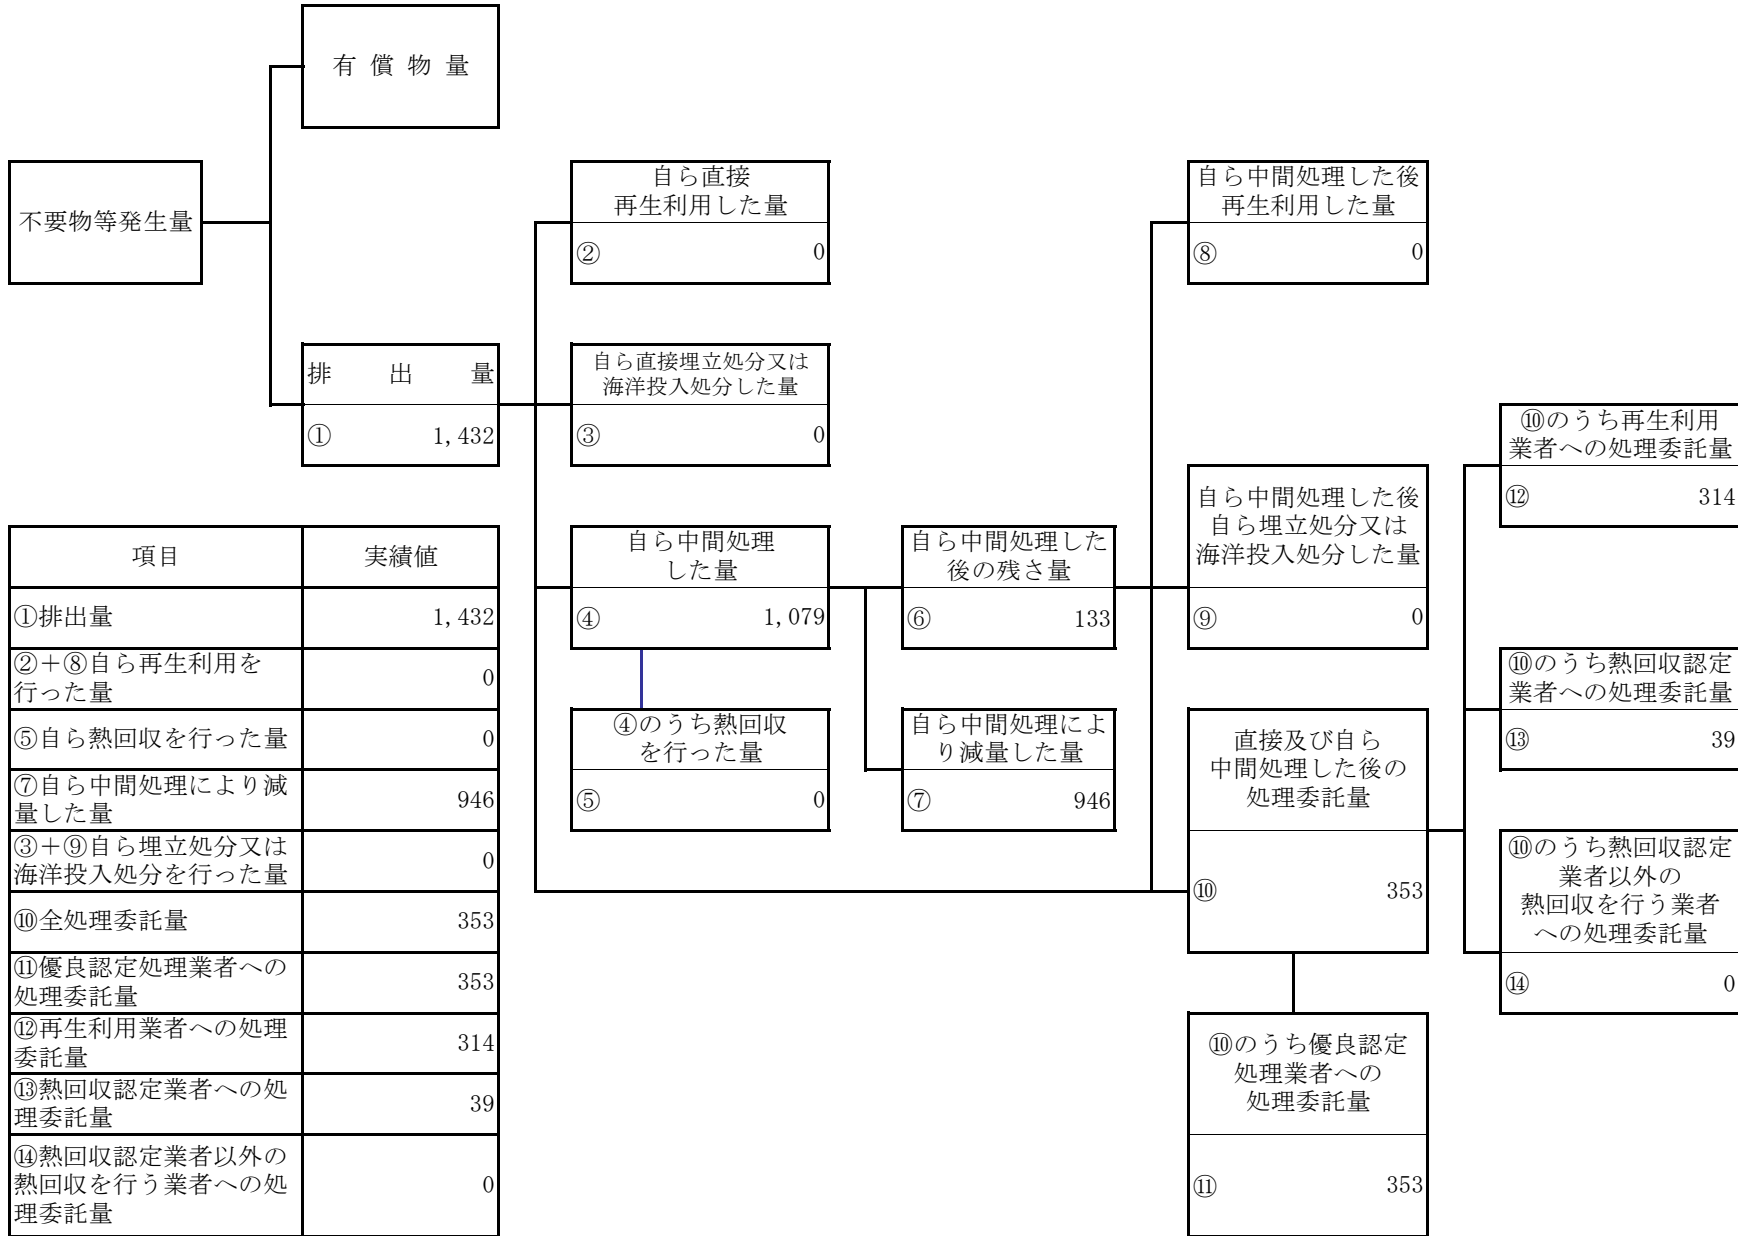 有償物量
不要物等発生量
自ら直接
再生利用した量
② 0
自ら中間処理した後
再生利用した量
⑧ 0
排出量
① 1,432
自ら直接埋立処分又は
海洋投入処分した量
③ 0
⑩のうち再生利用
業者への処理委託量
⑫ 314
自ら中間処理
した量
④ 1,079
自ら中間処理した
後の残さ量
⑥ 133
自ら中間処理した後
自ら埋立処分又は
海洋投入処分した量
⑨ 0
⑩のうち熱回収認定
業者への処理委託量
⑬ 39
④のうち熱回収
を行った量
⑤ 0
自ら中間処理によ
り減量した量
⑦ 946
直接及び自ら
中間処理した後の
処理委託量
⑩ 353
⑩のうち熱回収認定
業者以外の
熱回収を行う業者
への処理委託量
⑭ 0
⑩のうち優良認定
処理業者への
処理委託量
⑪ 353
項目 実績値
①排出量 1,432
②＋⑧自ら再生利用を
行った量 0
⑤自ら熱回収を行った量 0
⑦自ら中間処理により減
量した量 946
③＋⑨自ら埋立処分又は
海洋投入処分を行った量 0
⑩全処理委託量 353
⑪優良認定処理業者への
処理委託量 353
⑫再生利用業者への処理
委託量 314
⑬熱回収認定業者への処
理委託量 39
⑭熱回収認定業者以外の
熱回収を行う業者への処
理委託量 0